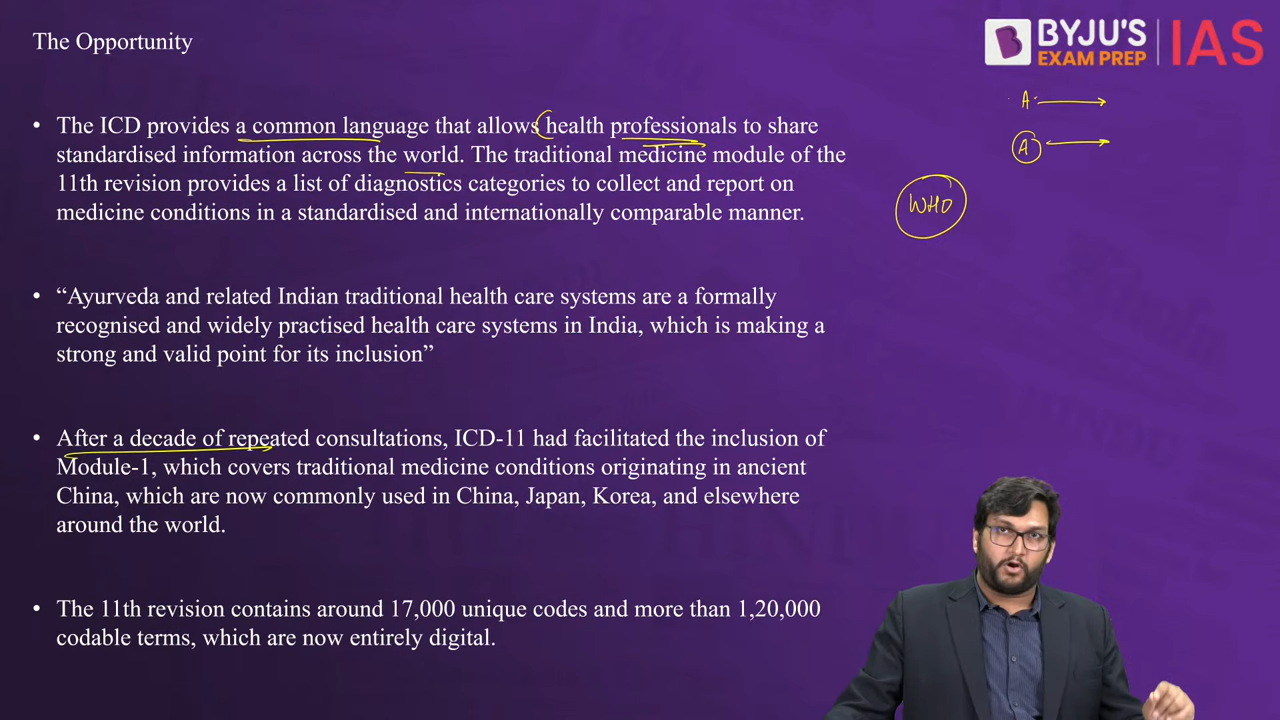 The Opportunity
BYJU'S
EXAM PREP
IAS
• The ICD provides a common language that allows health professionals to share
standardised information across the world. The traditional medicine module of the
11th revision provides a list of diagnostics categories to collect and report on
medicine conditions in a standardised and internationally comparable manner.
A
A
WHO
• “Ayurveda and related Indian traditional health care systems are a formally
recognised and widely practised health care systems in India, which is making a
strong and valid point for its inclusion”
• After a decade of repeated consultations, ICD-11 had facilitated the inclusion of
Module-1, which covers traditional medicine conditions originating in ancient
China, which are now commonly used in China, Japan, Korea, and elsewhere
around the world.
• The 11th revision contains around 17,000 unique codes and more than 1,20,000
codable terms, which are now entirely digital.